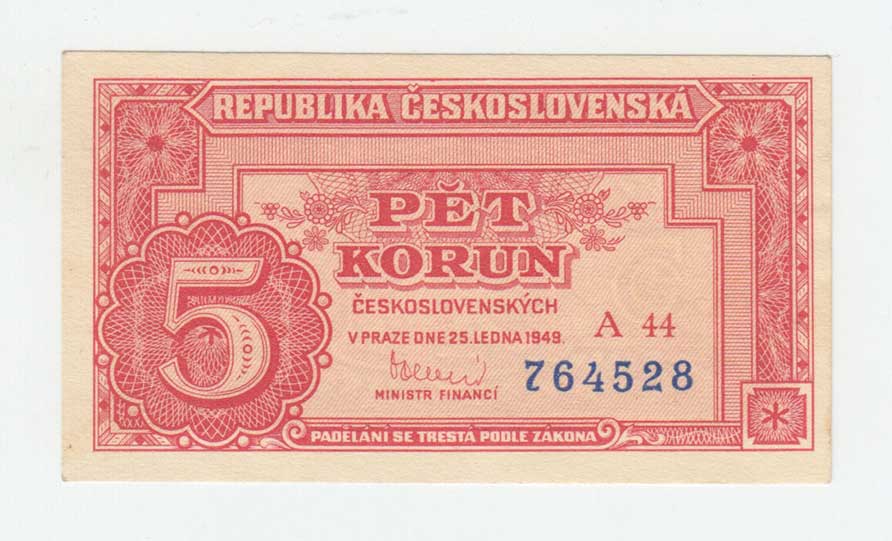 REPUBLIKA ČESKOSLOVENSKÁ
PĚT
KORUN
ČESKOSLOVENSKÝCH
V PRAZE DNE 25. LEDNA 1949.
A 44
764528
MINISTR FINANCÍ
5
PADĚLÁNÍ SE TRESTÁ PODLE ZÁKONA